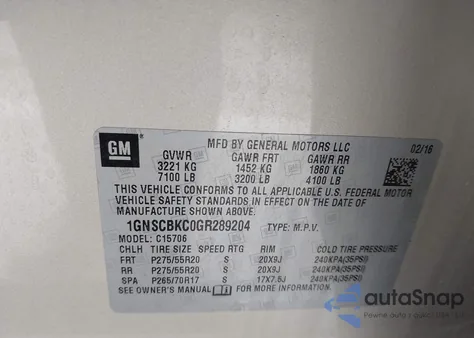 GM
MFD BY GENERAL MOTORS LLC
02/16
GVWR GAWR FRT GAWR RR
3221 KG 1452 KG 1860 KG
7100 LB 3200 LB 4100 LB
THIS VEHICLE CONFORMS TO ALL APPLICABLE U.S. FEDERAL MOTOR
VEHICLE SAFETY STANDARDS IN EFFECT ON THE DATE OF
MANUFACTURE SHOWN ABOVE.
1GNSCBKC0GR289204 TYPE: M.P.V.
MODEL: C15706
CHLH TIRE SIZE SPEED RTG RIM COLD TIRE PRESSURE
FRT P275/55R20 S 20X9J 240KPA(35PSI)
RR P275/55R20 S 20X9J 240KPA(35PSI)
SPA P265/70R17 S 17X7.5J 240KPA(35PSI)
SEE OWNER'S MANUAL FOR MORE INFORMATION.
autoSnap
Pewne auto z USA